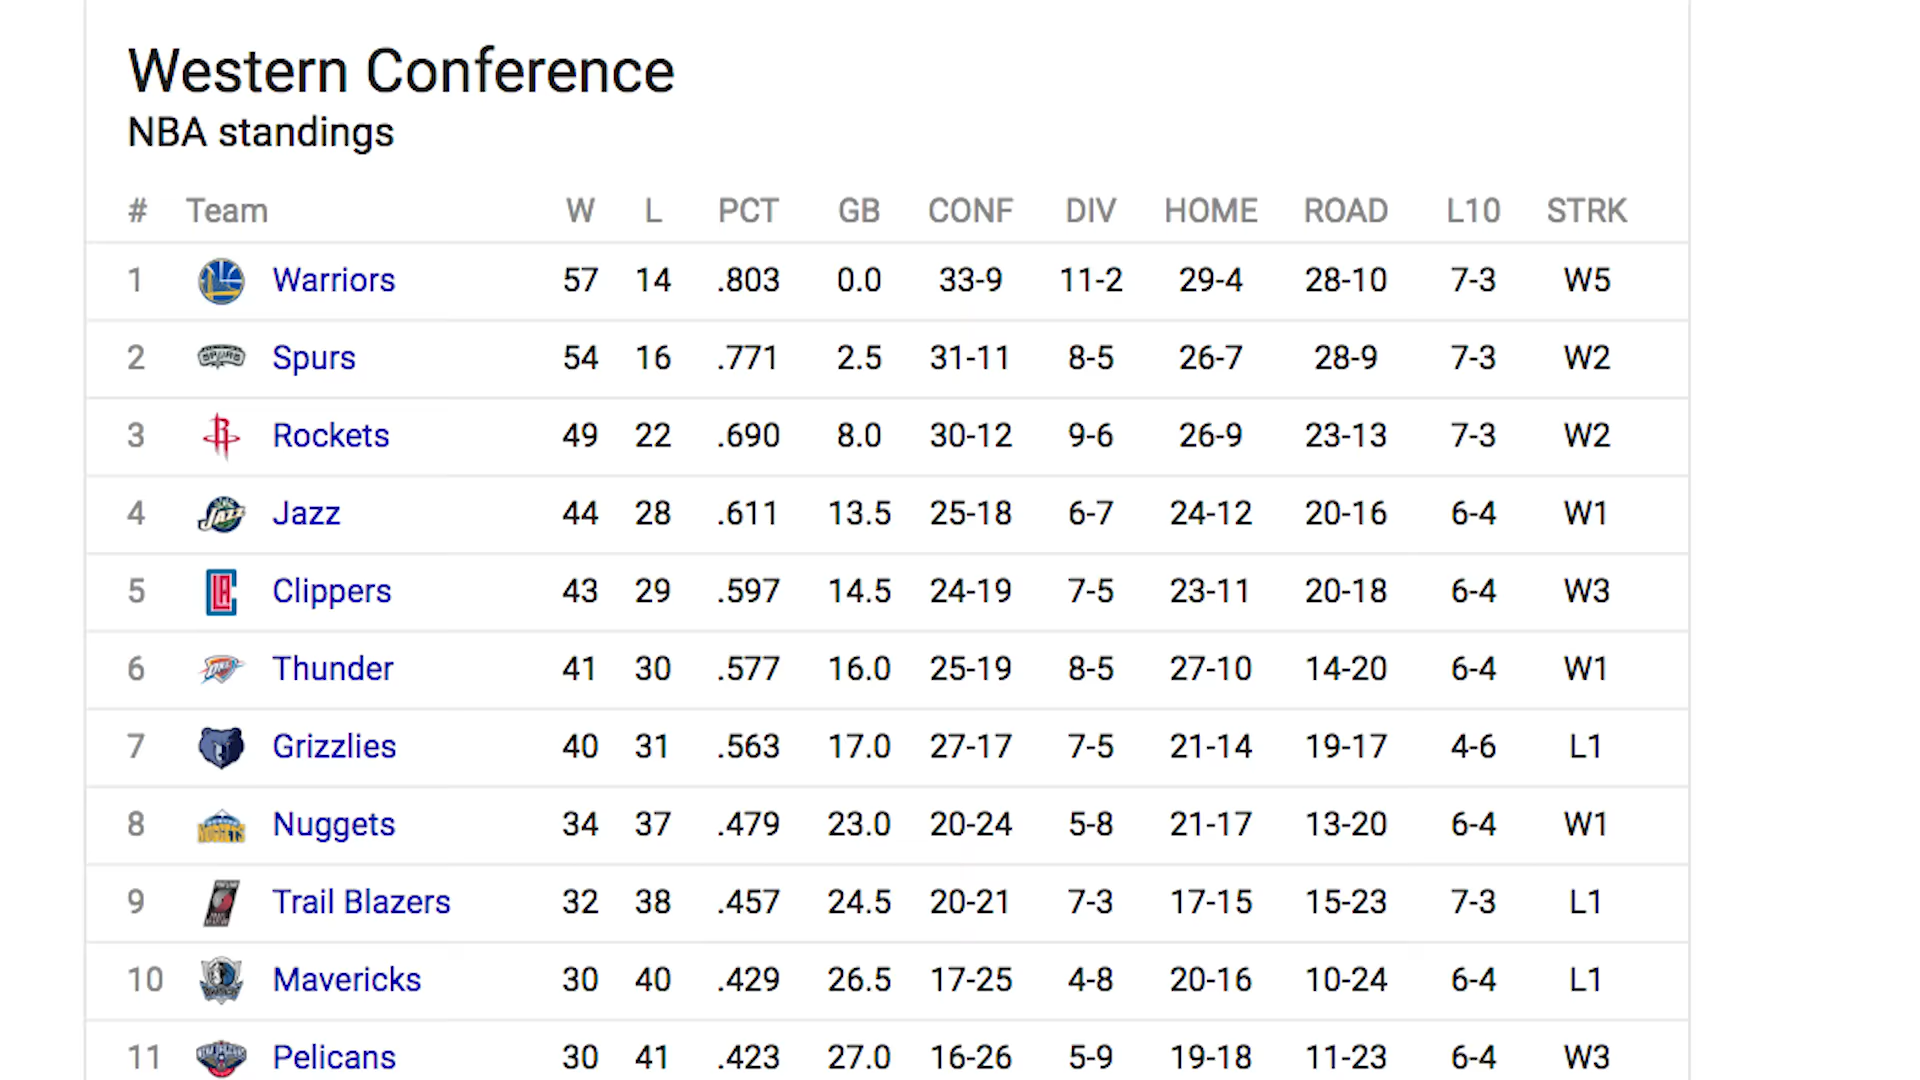 Western Conference
NBA standings
# Team W L PCT GB CONF DIV HOME ROAD L10 STRK
1 Warriors 57 14 .803 0.0 33-9 11-2 29-4 28-10 7-3 W5
2 SPURS Spurs 54 16 .771 2.5 31-11 8-5 26-7 28-9 7-3 W2
3 R Rockets 49 22 .690 8.0 30-12 9-6 26-9 23-13 7-3 W2
4 JAZZ Jazz 44 28 .611 13.5 25-18 6-7 24-12 20-16 6-4 W1
5 LA Clippers 43 29 .597 14.5 24-19 7-5 23-11 20-18 6-4 W3
6 OKC Thunder 41 30 .577 16.0 25-19 8-5 27-10 14-20 6-4 W1
7 Grizzlies 40 31 .563 17.0 27-17 7-5 21-14 19-17 4-6 L1
8 NUGGETS Nuggets 34 37 .479 23.0 20-24 5-8 21-17 13-20 6-4 W1
9 Trail Blazers 32 38 .457 24.5 20-21 7-3 17-15 15-23 7-3 L1
10 Mavericks 30 40 .429 26.5 17-25 4-8 20-16 10-24 6-4 L1
11 Pelicans 30 41 .423 27.0 16-26 5-9 19-18 11-23 6-4 W3